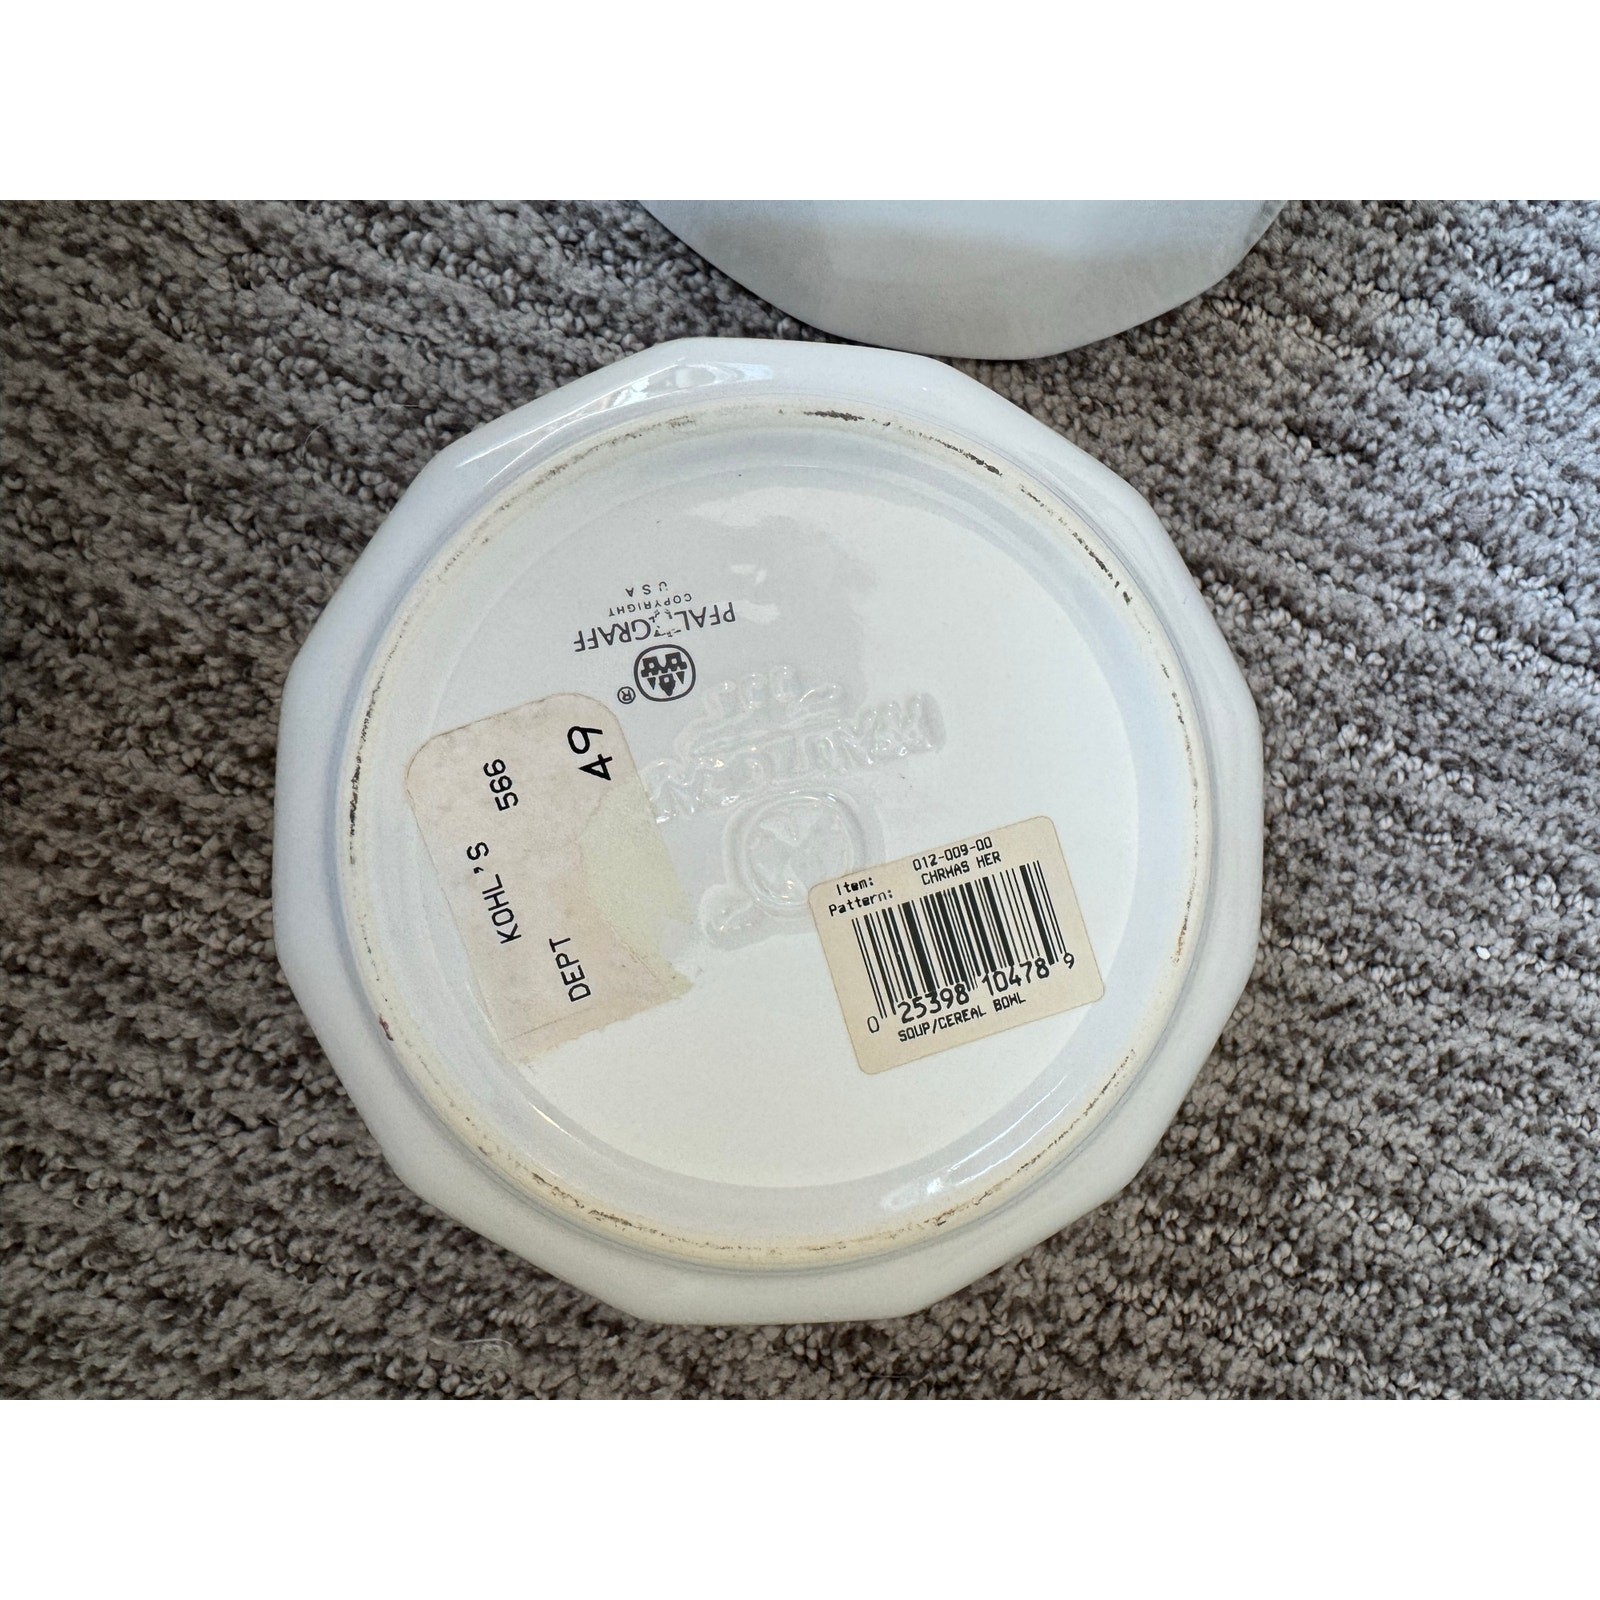 PFALTZGRAFF
COPYRIGHT
U S A
®
KOHL'S 566
DEPT 49
Item: 012-009-00
Pattern: CHRMAS HER
0 25398 10478 9
SOUP/CEREAL BOWL